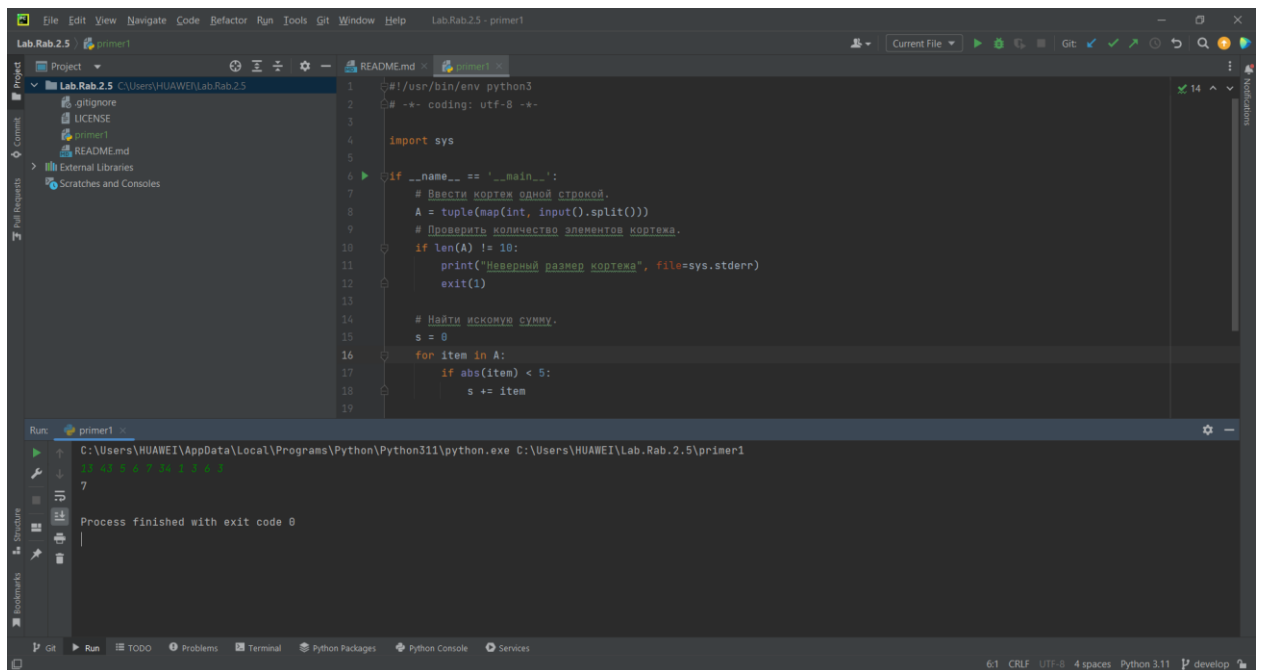 File Edit View Navigate Code Refactor Run Tools Git Window Help Lab.Rab.2.5 - primer1
Lab.Rab.2.5 primer1 Current File Git:
Project README.md primer1
Lab.Rab.2.5 C:\Users\HUAWEI\Lab.Rab.2.5
.gitignore
LICENSE
primer1
README.md
External Libraries
Scratches and Consoles
Project
Commit
Pull Requests
1 #!/usr/bin/env python3
2 # -*- coding: utf-8 -*-
3
4 import sys
5
6 if __name__ == '__main__':
7 # Ввести кортеж одной строкой.
8 A = tuple(map(int, input().split()))
9 # Проверить количество элементов кортежа.
10 if len(A) != 10:
11 print("Неверный размер кортежа", file=sys.stderr)
12 exit(1)
13
14 # Найти искомую сумму.
15 s = 0
16 for item in A:
17 if abs(item) < 5:
18 s += item
19
14
Notifications
Run: primer1
C:\Users\HUAWEI\AppData\Local\Programs\Python\Python311\python.exe C:\Users\HUAWEI\Lab.Rab.2.5\primer1
13 43 5 6 7 34 1 3 6 3
7
Process finished with exit code 0
Structure
Bookmarks
Git Run TODO Problems Terminal Python Packages Python Console Services
6:1 CRLF UTF-8 4 spaces Python 3.11 develop